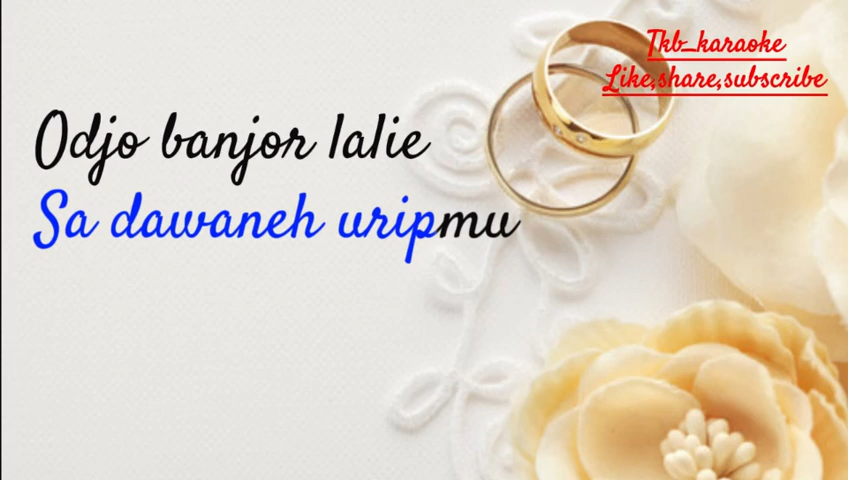 Tkb_karaoke
Like,share,subscribe
Odjo banjor lalie
Sa dawaneh uripmu